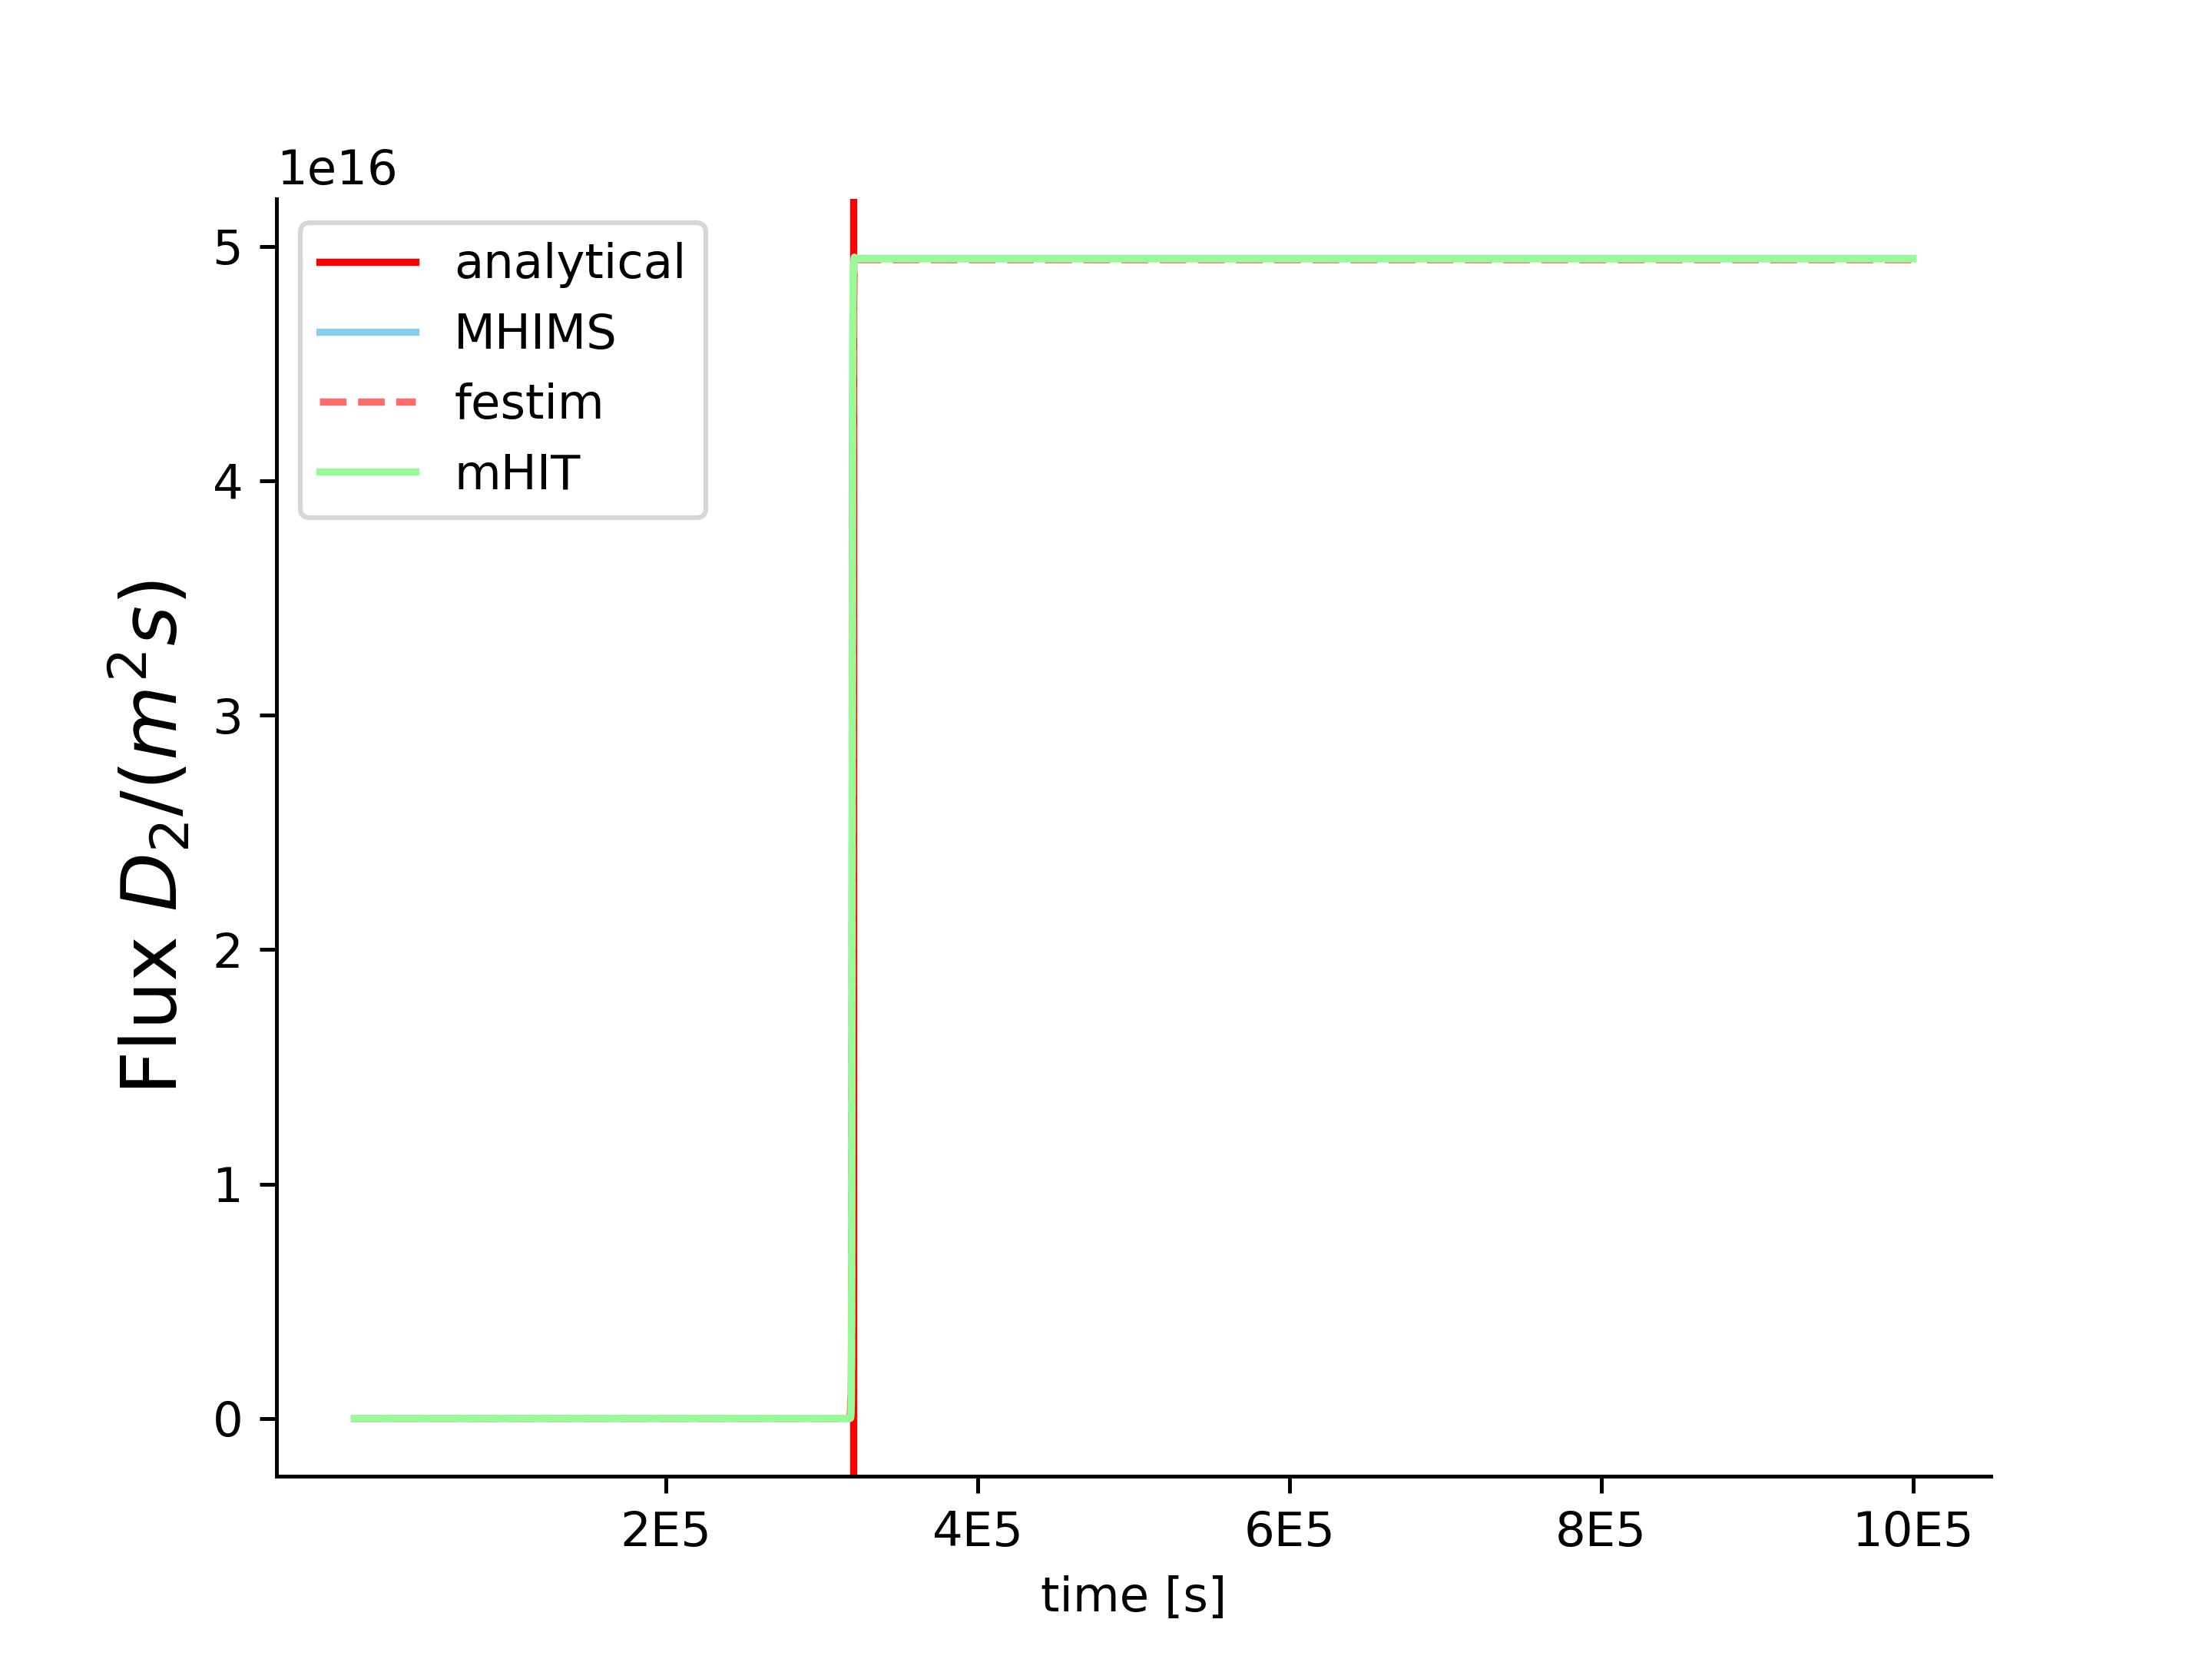 1e16
analytical
MHIMS
festim
mHIT
Flux D₂/(m²s)
5
4
3
2
1
0
2E5 4E5 6E5 8E5 10E5
time [s]